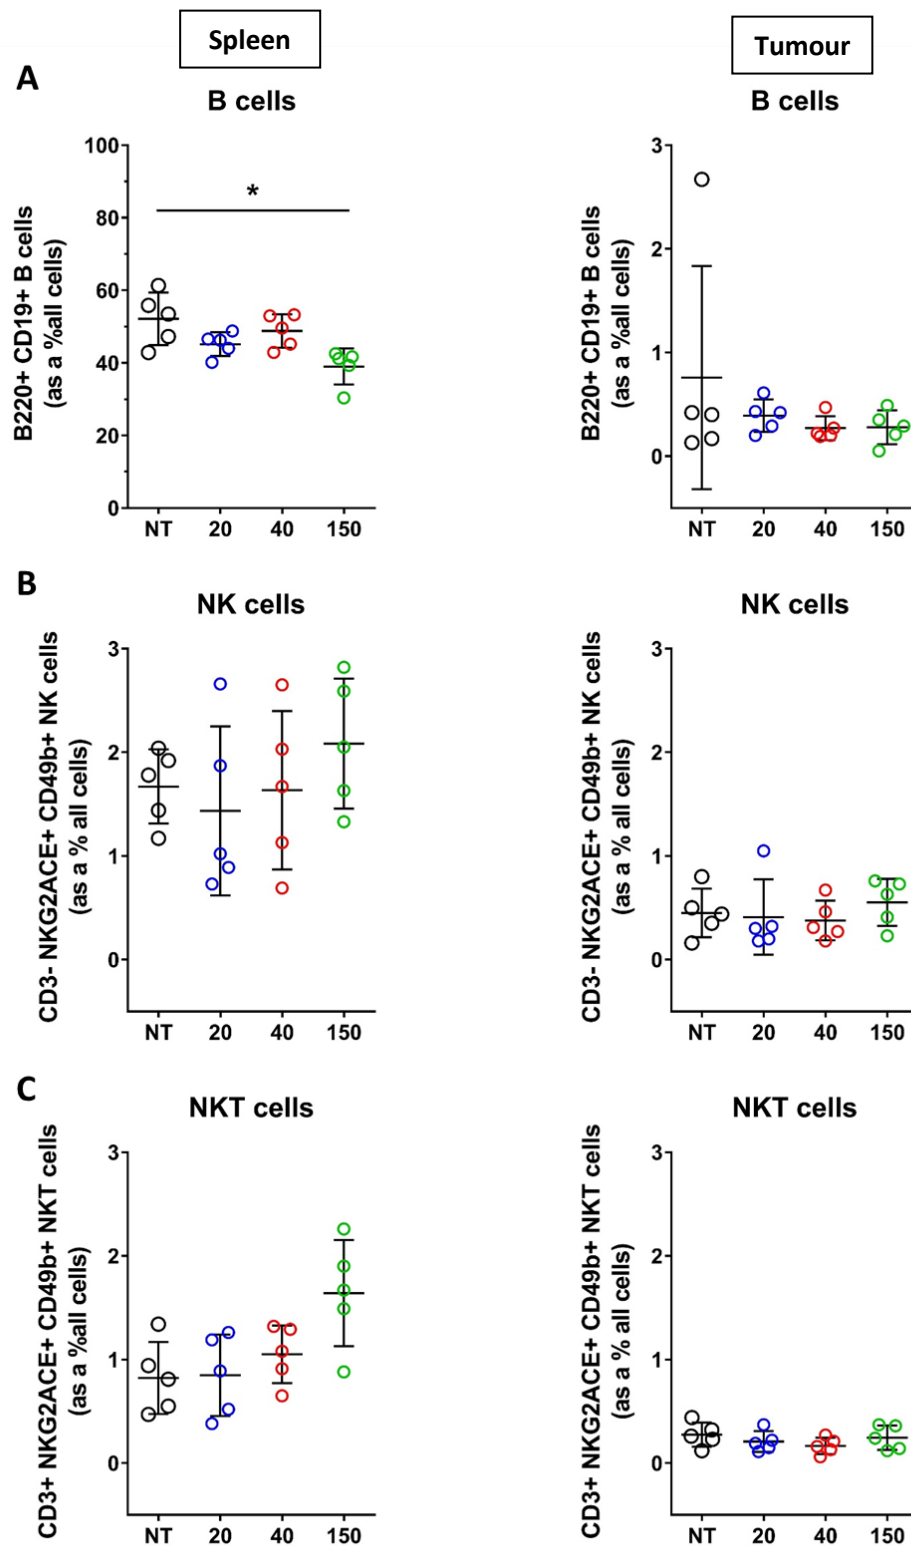 Spleen
Tumour
A
B cells
B cells
B220+ CD19+ B cells
(as a %all cells)
100
80
60
40
20
0
*
NT 20 40 150
B220+ CD19+ B cells
(as a %all cells)
3
2
1
0
NT 20 40 150
B
NK cells
NK cells
CD3- NKG2ACE+ CD49b+ NK cells
(as a % all cells)
3
2
1
0
NT 20 40 150
CD3- NKG2ACE+ CD49b+ NK cells
(as a % all cells)
3
2
1
0
NT 20 40 150
C
NKT cells
NKT cells
CD3+ NKG2ACE+ CD49b+ NKT cells
(as a %all cells)
3
2
1
0
NT 20 40 150
CD3+ NKG2ACE+ CD49b+ NKT cells
(as a % all cells)
3
2
1
0
NT 20 40 150